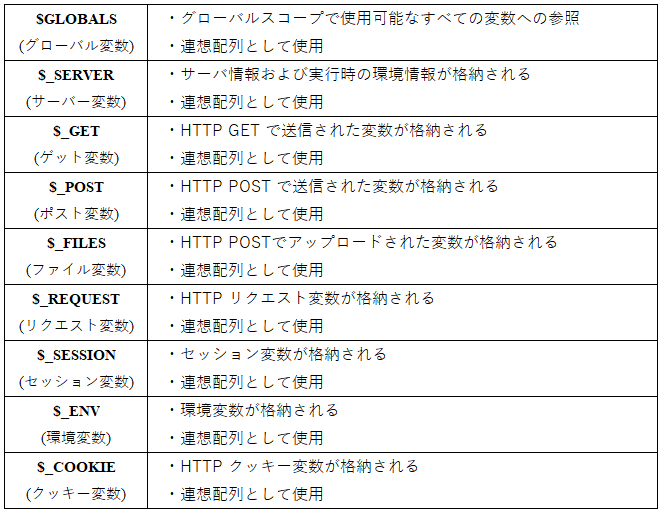 $GLOBALS
(グローバル変数)
・グローバルスコープで使用可能なすべての変数への参照
・連想配列として使用
$_SERVER
(サーバー変数)
・サーバ情報および実行時の環境情報が格納される
・連想配列として使用
$_GET
(ゲット変数)
・HTTP GET で送信された変数が格納される
・連想配列として使用
$_POST
(ポスト変数)
・HTTP POST で送信された変数が格納される
・連想配列として使用
$_FILES
(ファイル変数)
・HTTP POSTでアップロードされた変数が格納される
・連想配列として使用
$_REQUEST
(リクエスト変数)
・HTTP リクエスト変数が格納される
・連想配列として使用
$_SESSION
(セッション変数)
・セッション変数が格納される
・連想配列として使用
$_ENV
(環境変数)
・環境変数が格納される
・連想配列として使用
$_COOKIE
(クッキー変数)
・HTTP クッキー変数が格納される
・連想配列として使用